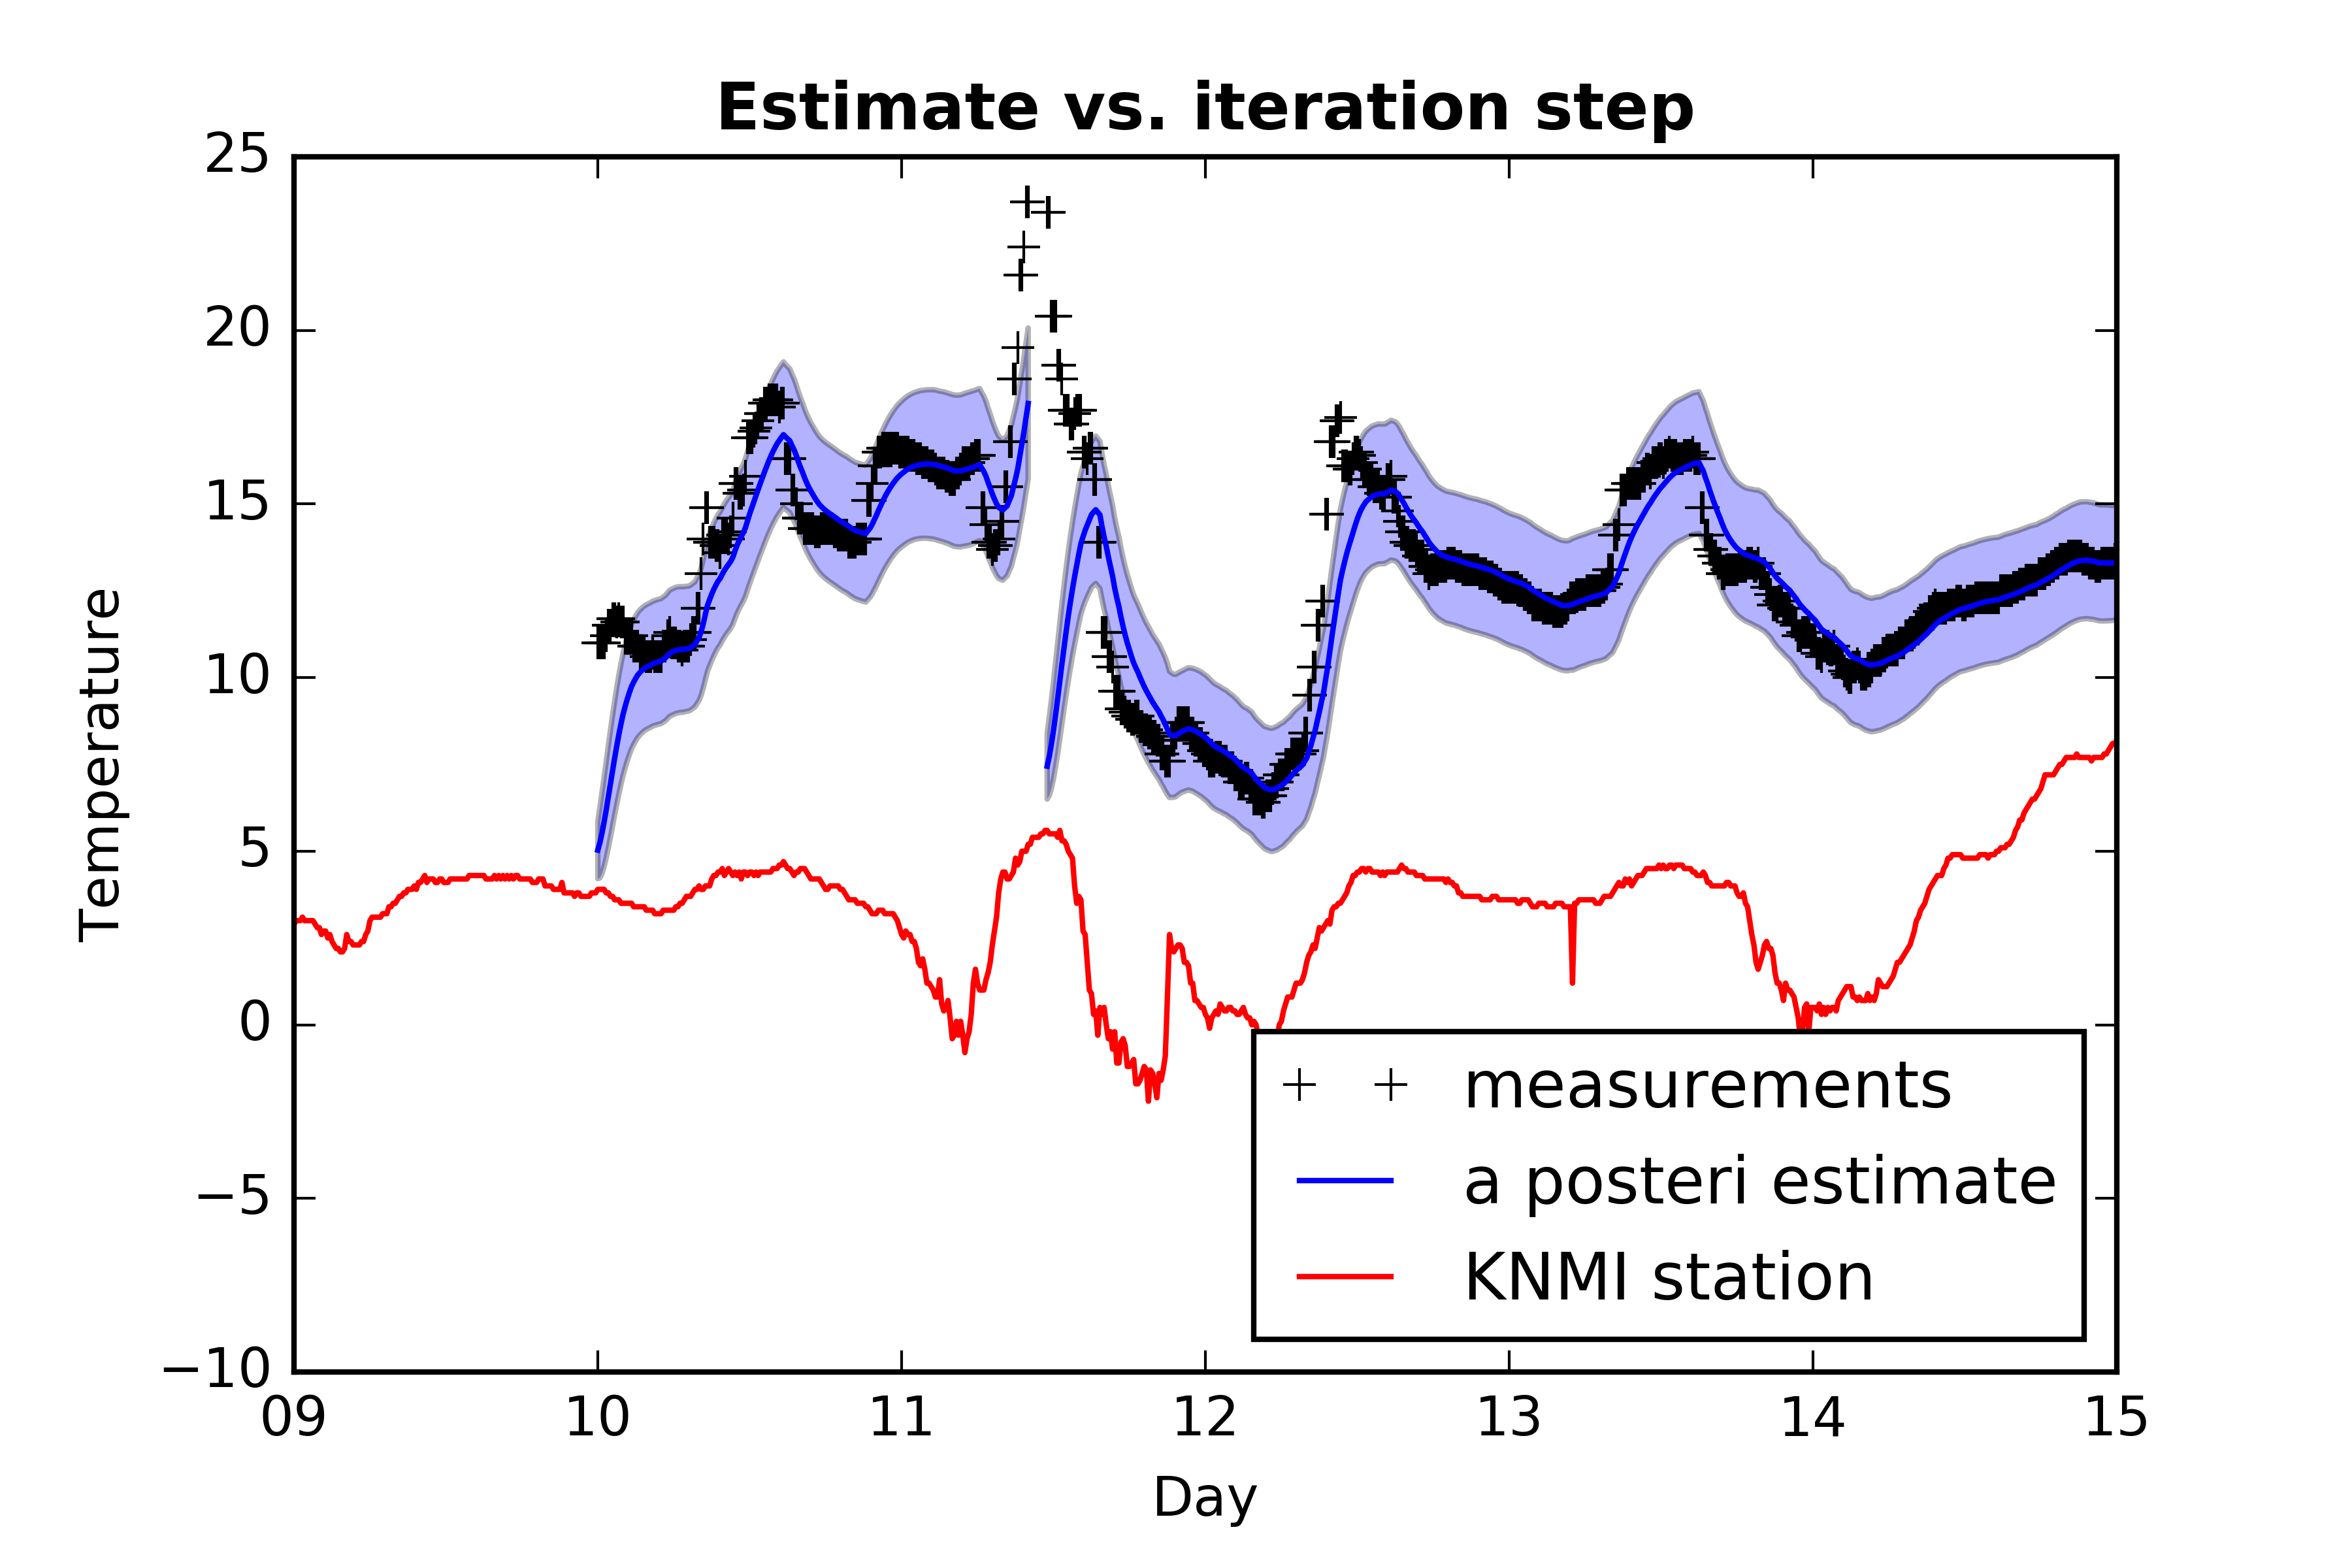 Estimate vs. iteration step
25
20
15
10
5
0
−5
−10
Temperature
measurements
a posteri estimate
KNMI station
09 10 11 12 13 14 15
Day